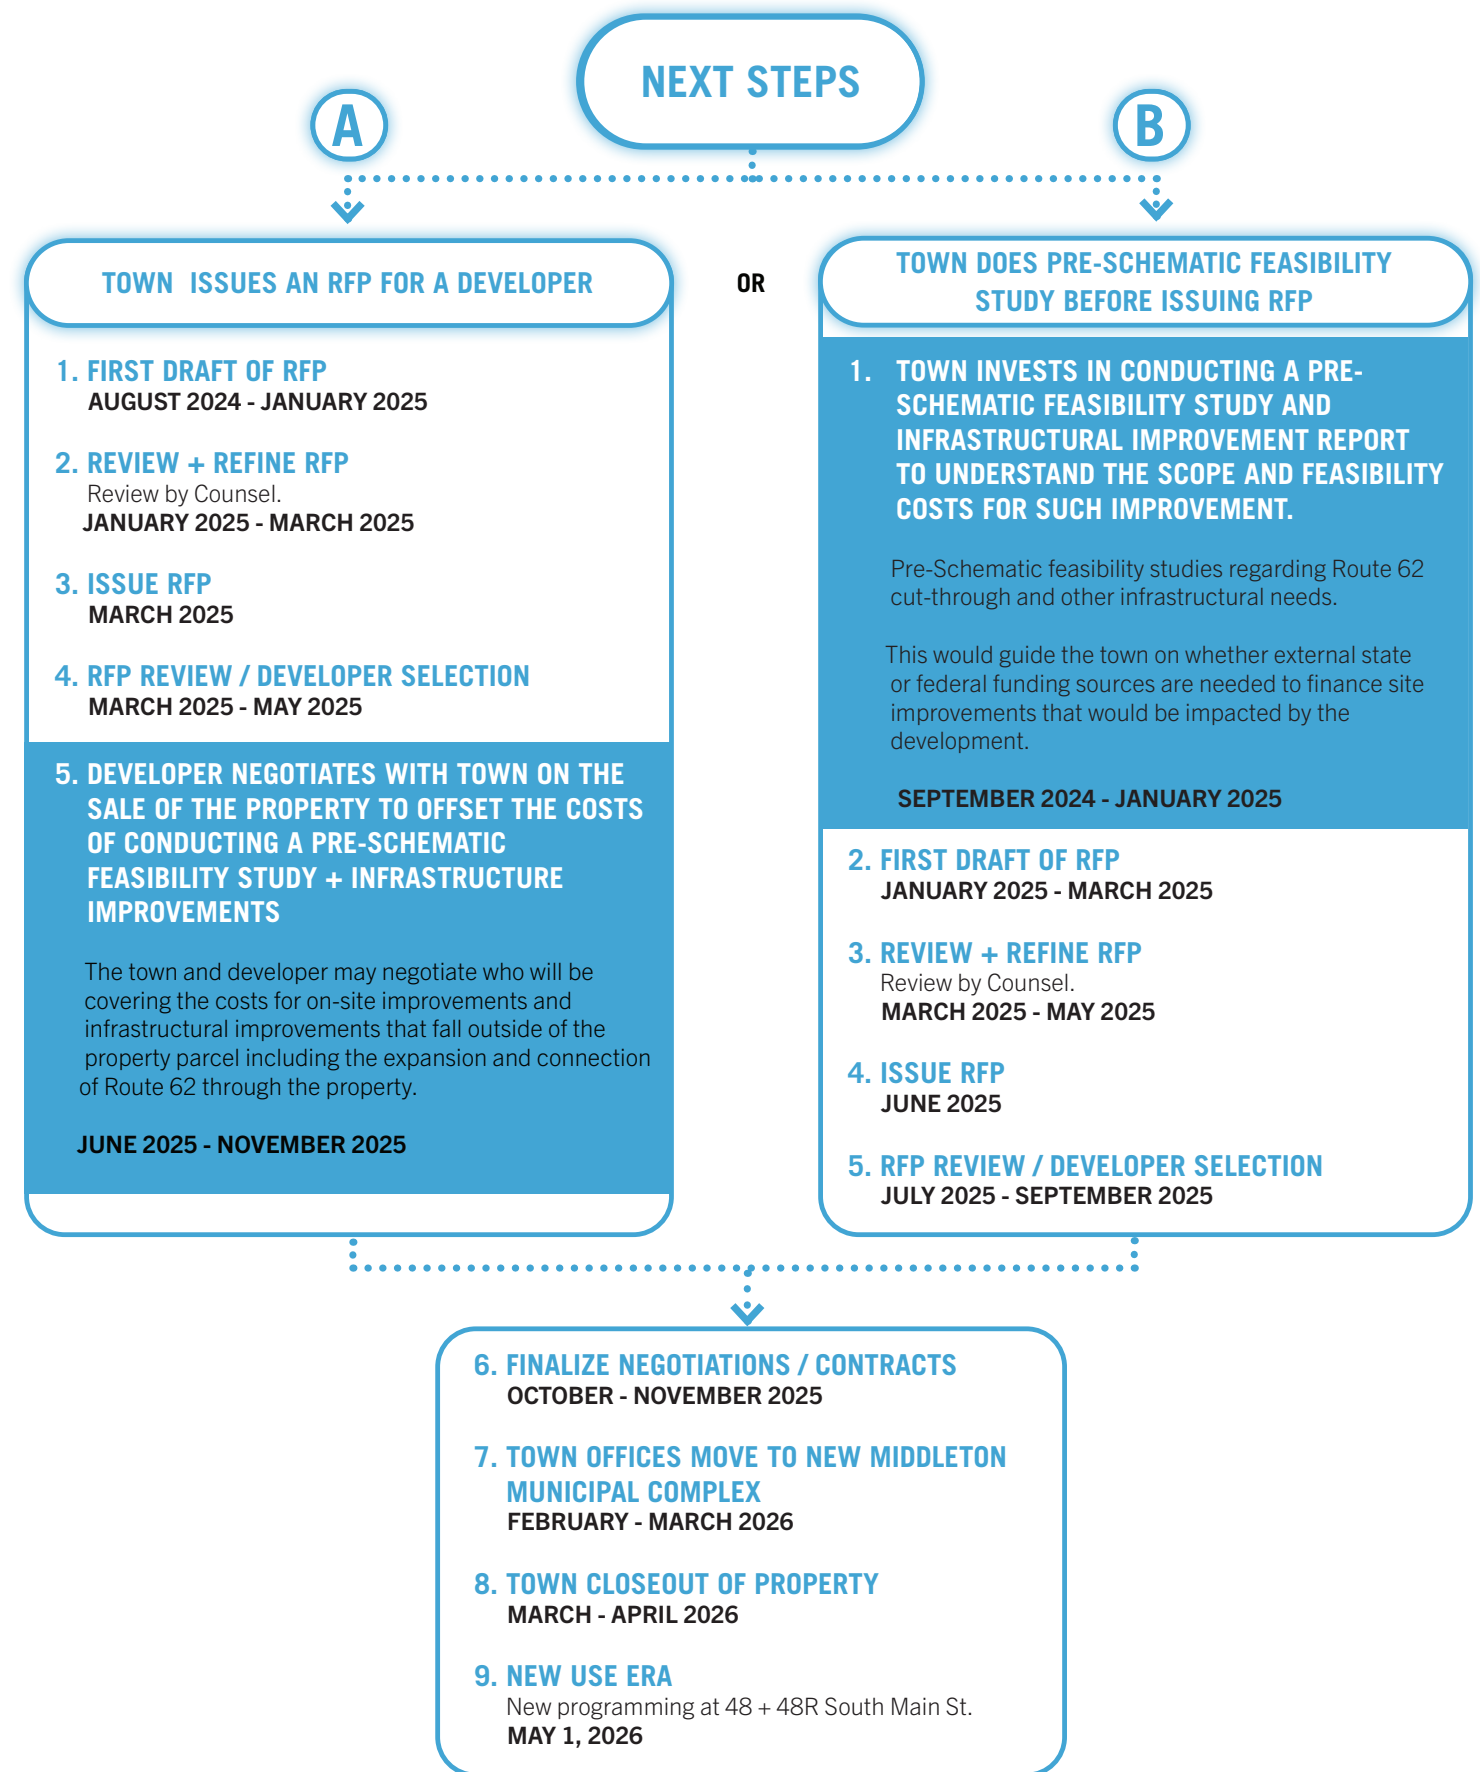 NEXT STEPS
A
B
TOWN ISSUES AN RFP FOR A DEVELOPER
1. FIRST DRAFT OF RFP
AUGUST 2024 - JANUARY 2025
2. REVIEW + REFINE RFP
Review by Counsel.
JANUARY 2025 - MARCH 2025
3. ISSUE RFP
MARCH 2025
4. RFP REVIEW / DEVELOPER SELECTION
MARCH 2025 - MAY 2025
5. DEVELOPER NEGOTIATES WITH TOWN ON THE
SALE OF THE PROPERTY TO OFFSET THE COSTS
OF CONDUCTING A PRE-SCHEMATIC
FEASIBILITY STUDY + INFRASTRUCTURE
IMPROVEMENTS
The town and developer may negotiate who will be
covering the costs for on-site improvements and
infrastructural improvements that fall outside of the
property parcel including the expansion and connection
of Route 62 through the property.
JUNE 2025 - NOVEMBER 2025
OR
TOWN DOES PRE-SCHEMATIC FEASIBILITY
STUDY BEFORE ISSUING RFP
1. TOWN INVESTS IN CONDUCTING A PRE-
SCHEMATIC FEASIBILITY STUDY AND
INFRASTRUCTURAL IMPROVEMENT REPORT
TO UNDERSTAND THE SCOPE AND FEASIBILITY
COSTS FOR SUCH IMPROVEMENT.
Pre-Schematic feasibility studies regarding Route 62
cut-through and other infrastructural needs.
This would guide the town on whether external state
or federal funding sources are needed to finance site
improvements that would be impacted by the
development.
SEPTEMBER 2024 - JANUARY 2025
2. FIRST DRAFT OF RFP
JANUARY 2025 - MARCH 2025
3. REVIEW + REFINE RFP
Review by Counsel.
MARCH 2025 - MAY 2025
4. ISSUE RFP
JUNE 2025
5. RFP REVIEW / DEVELOPER SELECTION
JULY 2025 - SEPTEMBER 2025
6. FINALIZE NEGOTIATIONS / CONTRACTS
OCTOBER - NOVEMBER 2025
7. TOWN OFFICES MOVE TO NEW MIDDLETON
MUNICIPAL COMPLEX
FEBRUARY - MARCH 2026
8. TOWN CLOSEOUT OF PROPERTY
MARCH - APRIL 2026
9. NEW USE ERA
New programming at 48 + 48R South Main St.
MAY 1, 2026